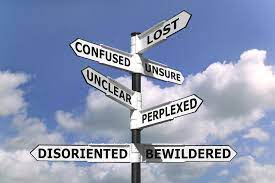 LOST
CONFUSED
UNSURE
UNCLEAR
PERPLEXED
DISORIENTED
BEWILDERED